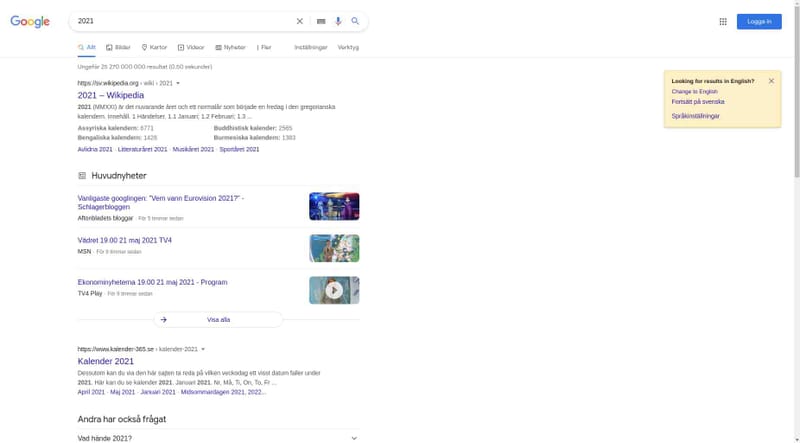 Google
2021
Logga in
Allt
Bilder
Kartor
Videor
Nyheter
Fler
Inställningar
Verktyg
Ungefär 25 270 000 000 resultat (0,60 sekunder)
https://sv.wikipedia.org › wiki › 2021
2021 – Wikipedia
2021 (MMXXI) är det nuvarande året och ett normalår som började en fredag i den gregorianska
kalendern. Innehåll. 1 Händelser. 1.1 Januari; 1.2 Februari; 1.3 ...
Assyriska kalendern: 6771
Buddhistisk kalender: 2565
Bengaliska kalendern: 1428
Burmesiska kalendern: 1383
Avlidna 2021 · Litteraturåret 2021 · Musikåret 2021 · Sportåret 2021
Looking for results in English?
Change to English
Fortsätt på svenska
Språkinställningar
Huvudnyheter
Vanligaste googlingen: "Vem vann Eurovision 2021?" -
Schlagerbloggen
Aftonbladets bloggar · För 5 timmar sedan
Vädret 19.00 21 maj 2021 TV4
MSN · För 9 timmar sedan
Ekonominyheterna 19.00 21 maj 2021 - Program
TV4 Play · För 9 timmar sedan
Visa alla
https://www.kalender-365.se › kalender-2021
Kalender 2021
Dessutom kan du via den här sajten ta reda på vilken veckodag ett visst datum faller under
2021. Här kan du se kalender 2021. Januari 2021. Nr, Må, Ti, On, To, Fr ...
April 2021 · Maj 2021 · Januari 2021 · Midsommardagen 2021, 2022...
Andra har också frågat
Vad hände 2021?